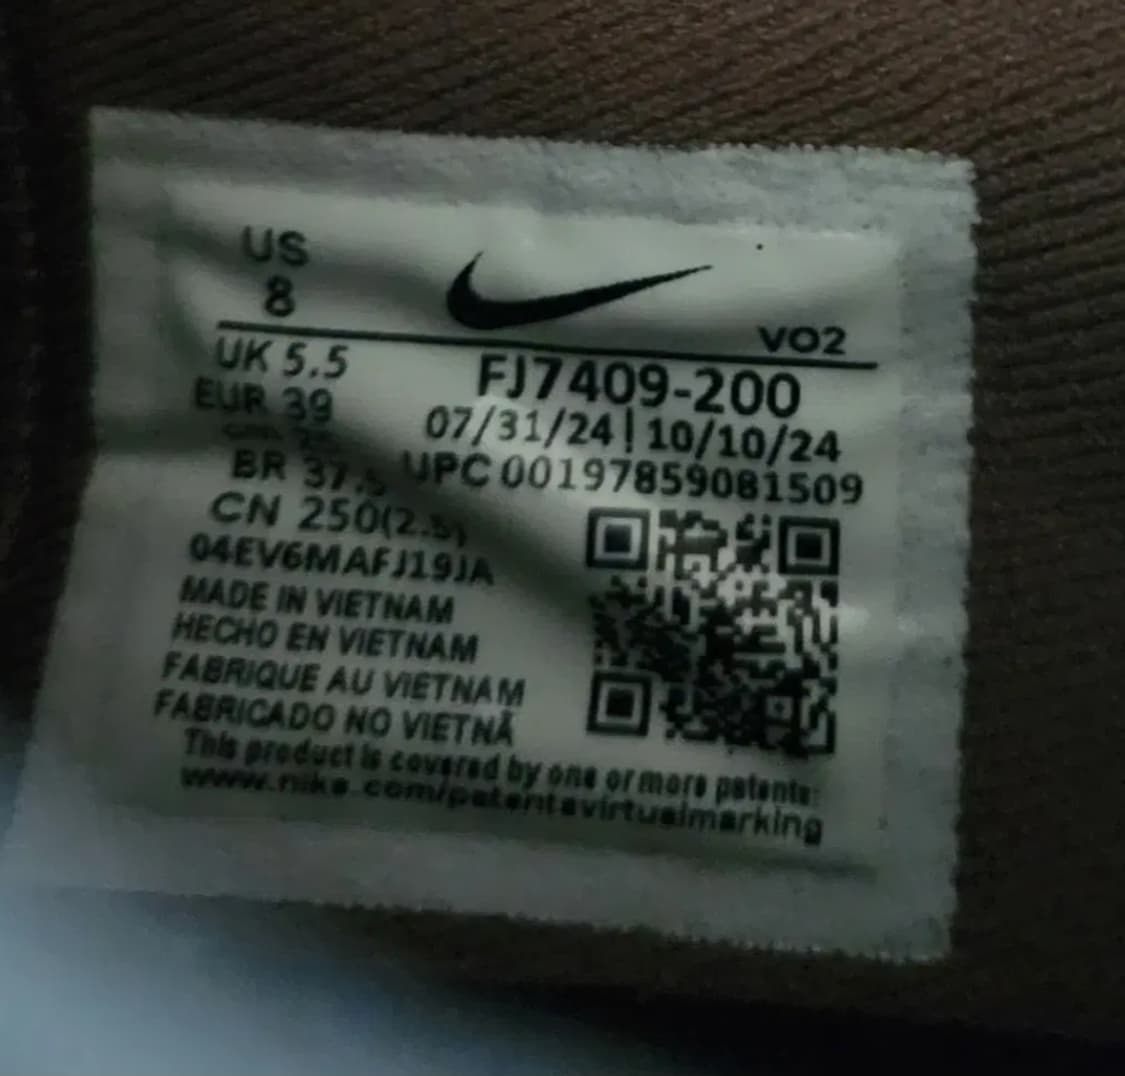 US
8
VO2
UK 5.5
FJ7409-200
EUR 39
07/31/24|10/10/24
BR 37.5
UPC 00197859081509
CN 250(2.5)
04EV6MAFJ19JA
MADE IN VIETNAM
HECHO EN VIETNAM
FABRIQUE AU VIETNAM
FABRICADO NO VIETNÃ
This product is covered by one or more patents:
www.nike.com/patentsvirtualmarking